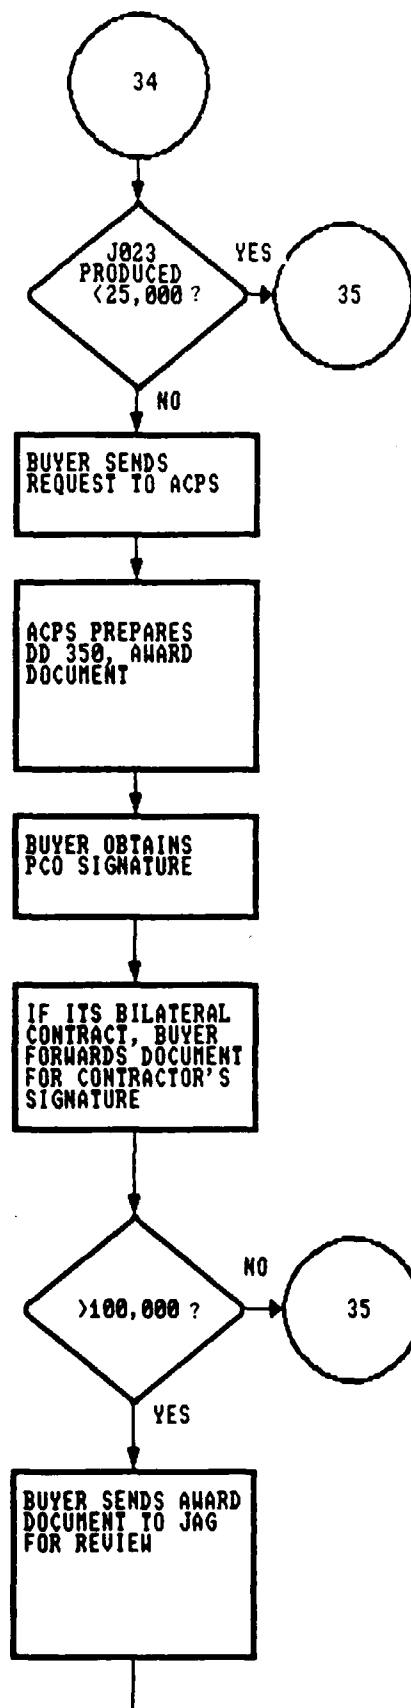 34
J023
PRODUCED
<25,000 ?
YES
35
NO
BUYER SENDS
REQUEST TO ACPS
ACPS PREPARES
DD 350, AWARD
DOCUMENT
BUYER OBTAINS
PCO SIGNATURE
IF ITS BILATERAL
CONTRACT, BUYER
FORWARDS DOCUMENT
FOR CONTRACTOR'S
SIGNATURE
>100,000 ?
NO
35
YES
BUYER SENDS AWARD
DOCUMENT TO JAG
FOR REVIEW